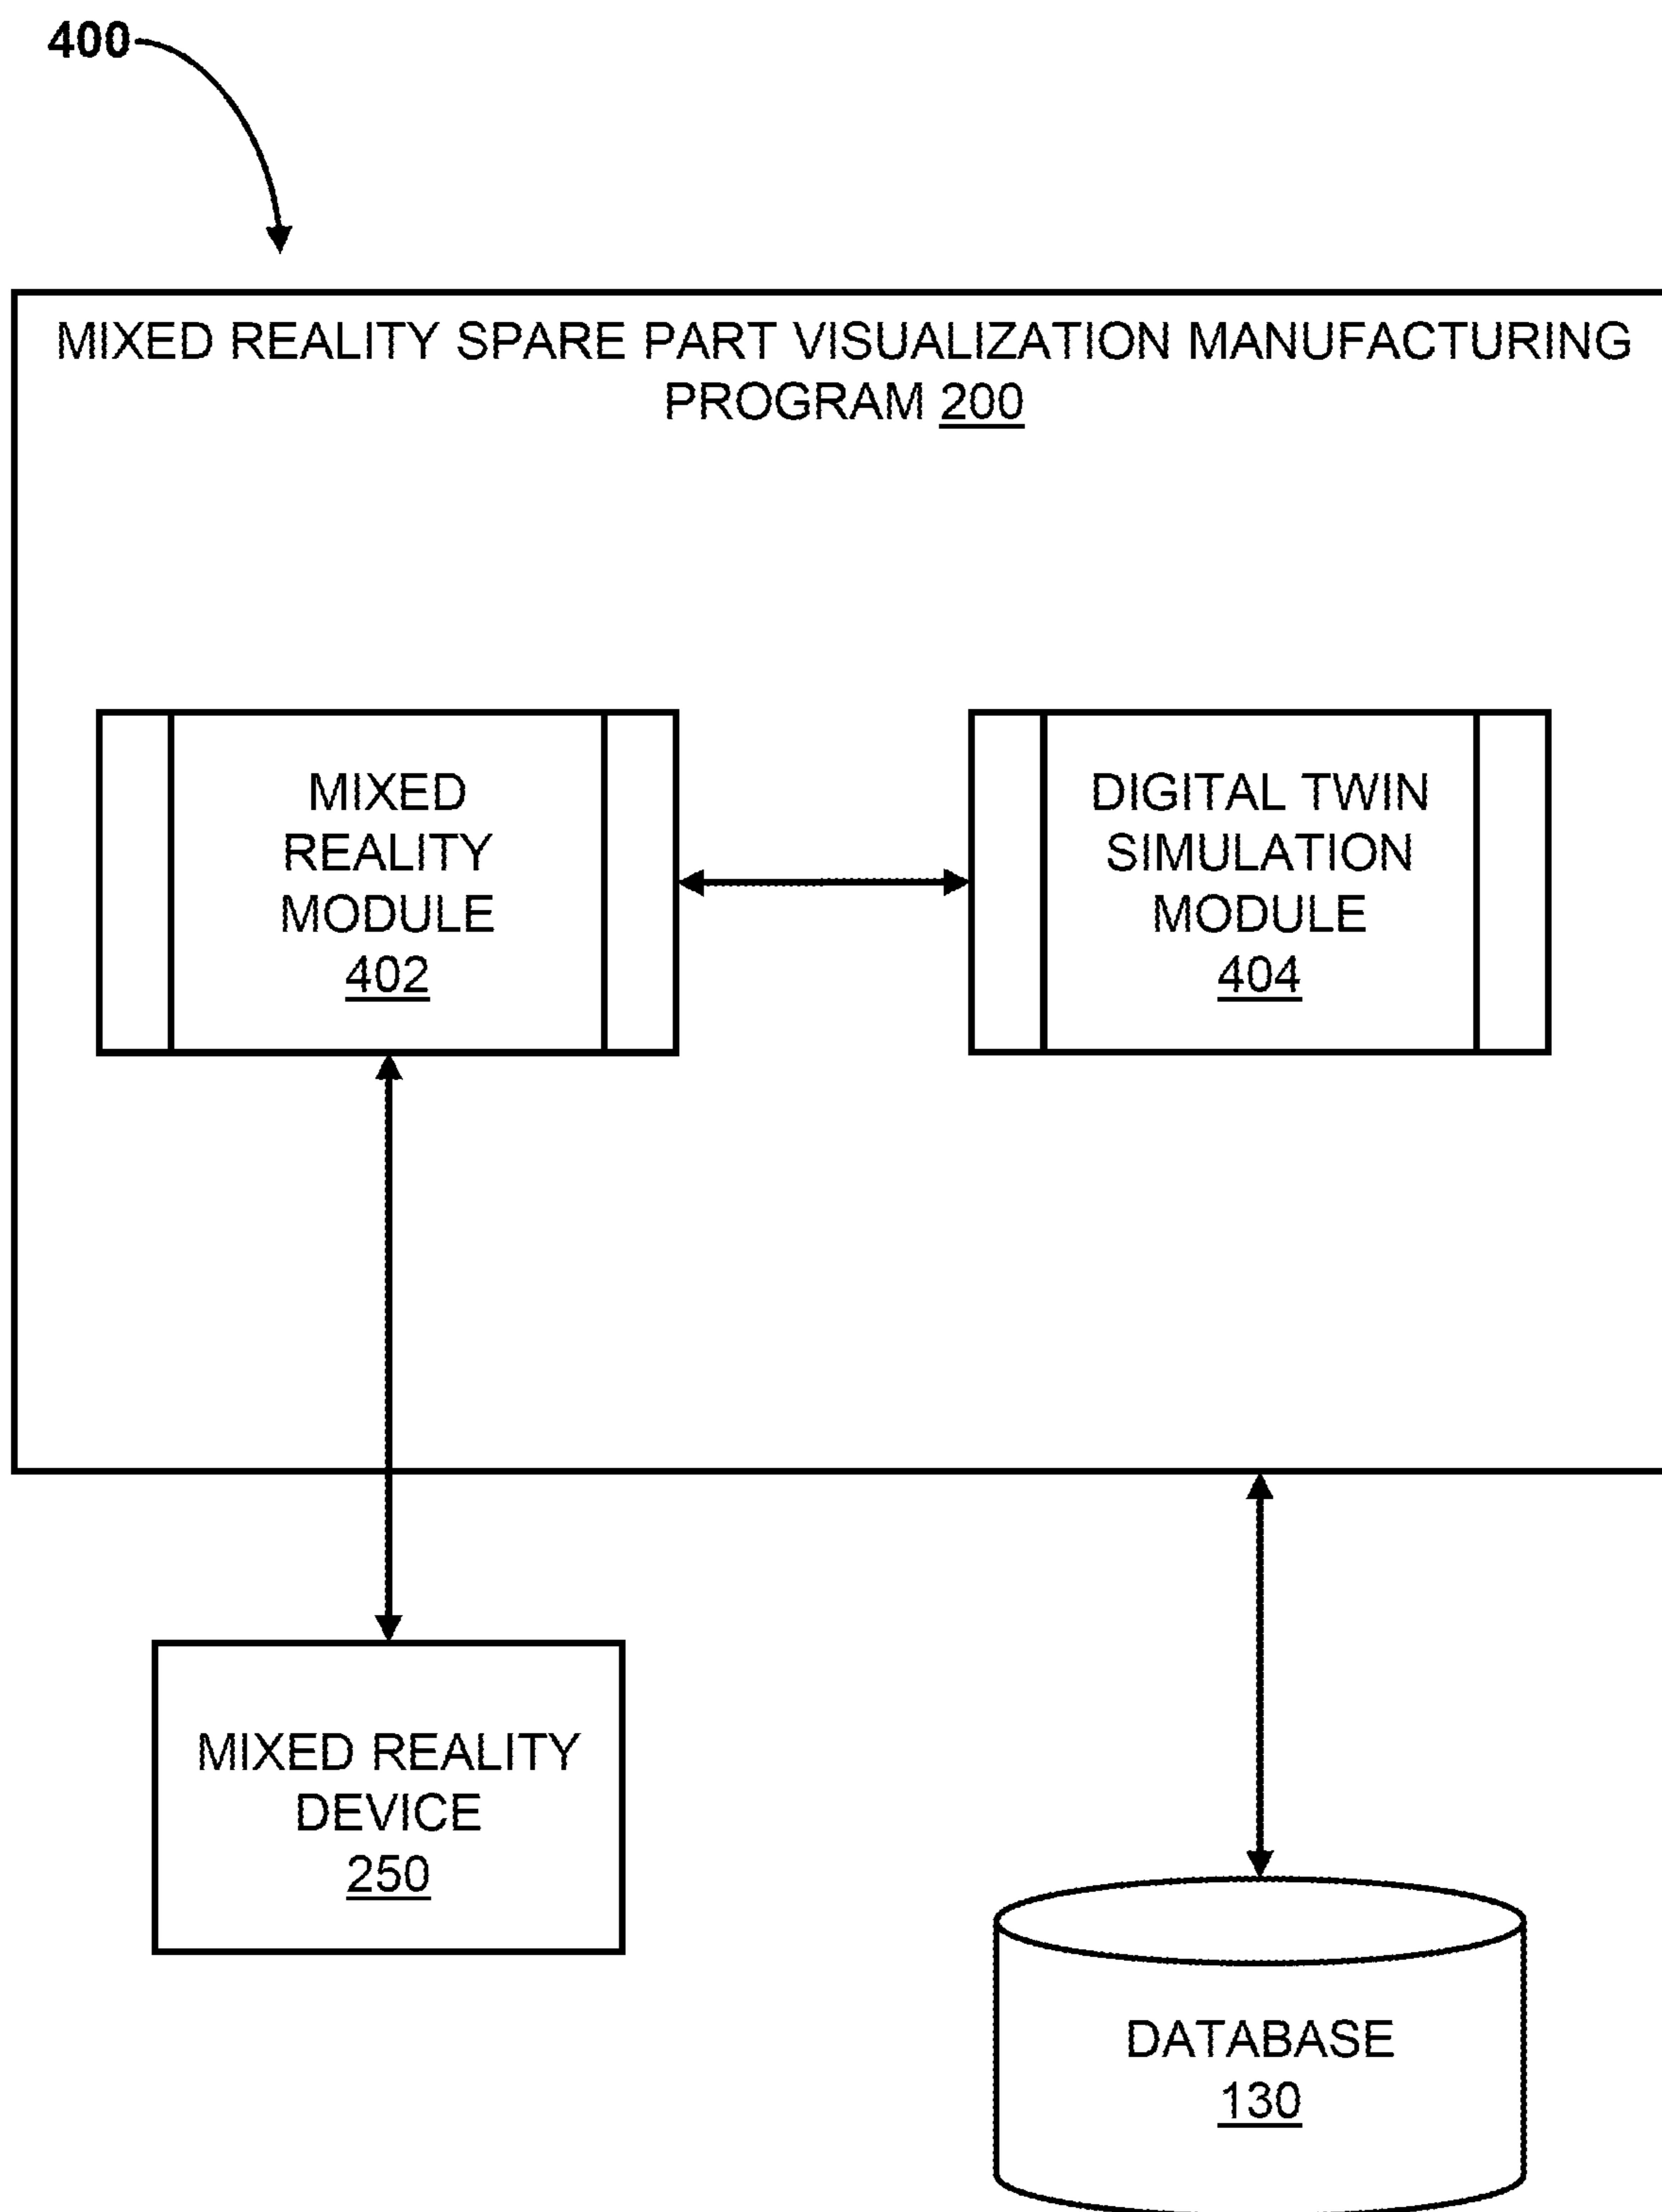 400
MIXED REALITY SPARE PART VISUALIZATION MANUFACTURING
PROGRAM 200
MIXED
REALITY
MODULE
402
DIGITAL TWIN
SIMULATION
MODULE
404
MIXED REALITY
DEVICE
250
DATABASE
130